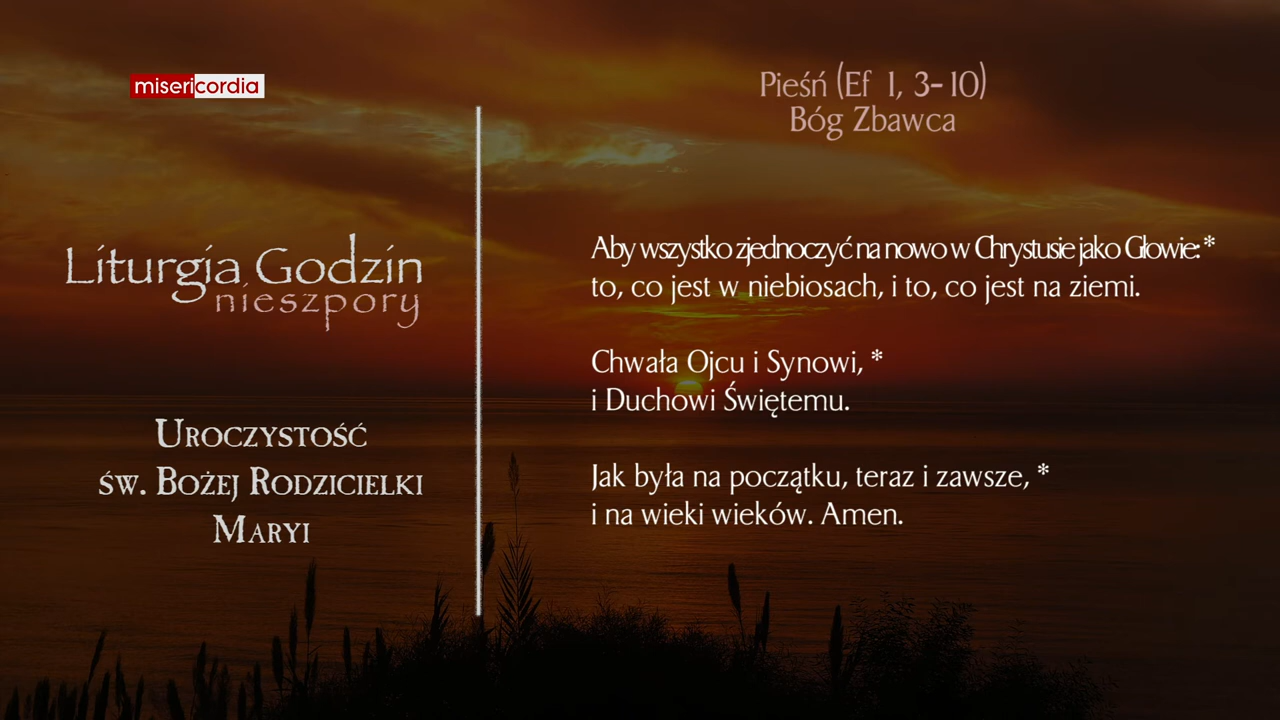 misericordia
Pieśń (Ef 1, 3-10)
Bóg Zbawca
Liturgia Godzin
nieszpory
Uroczystość
św. Bożej Rodzicielki
Maryi
Aby wszystko zjednoczyć na nowo w Chrystusie jako Głowie: *
to, co jest w niebiosach, i to, co jest na ziemi.
Chwała Ojcu i Synowi, *
i Duchowi Świętemu.
Jak była na początku, teraz i zawsze, *
i na wieki wieków. Amen.